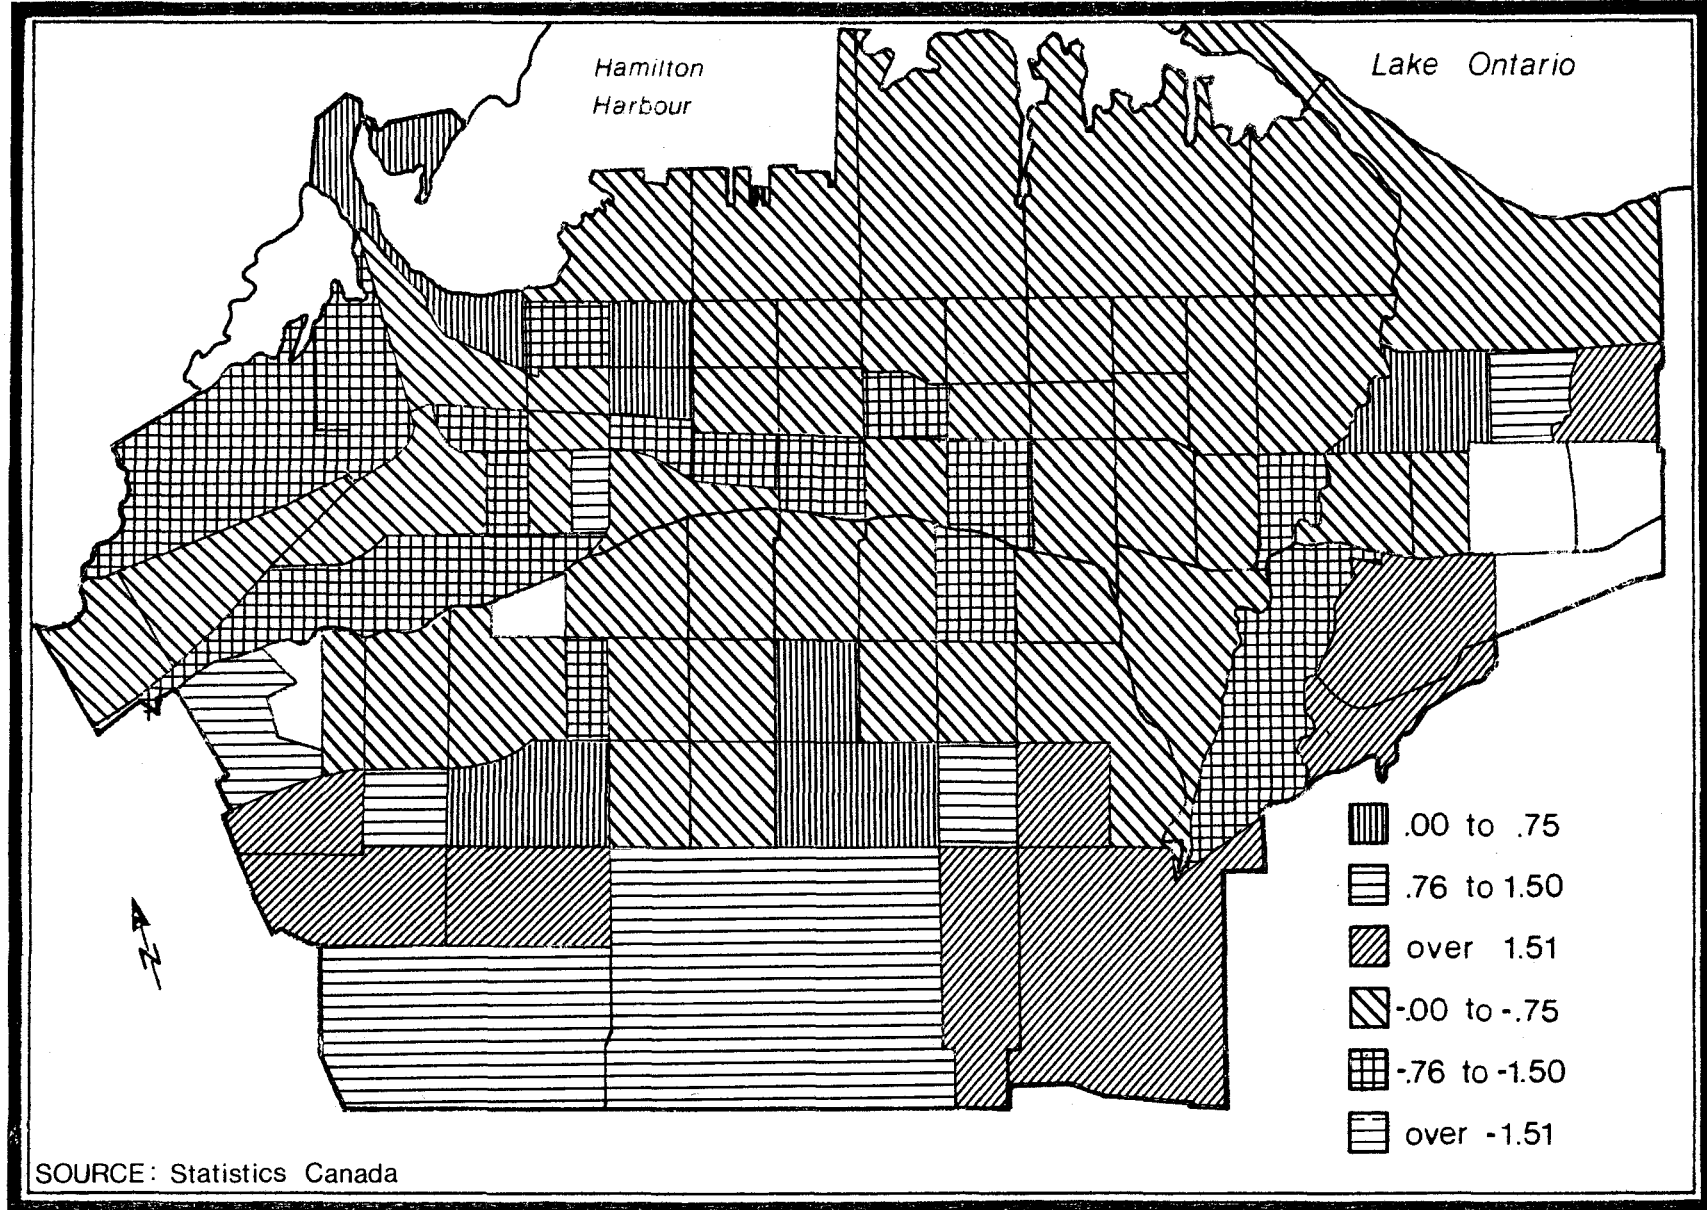 Hamilton
Harbour
Lake Ontario
.00 to .75
.76 to 1.50
over 1.51
-.00 to -.75
-.76 to -1.50
over -1.51
N
SOURCE: Statistics Canada